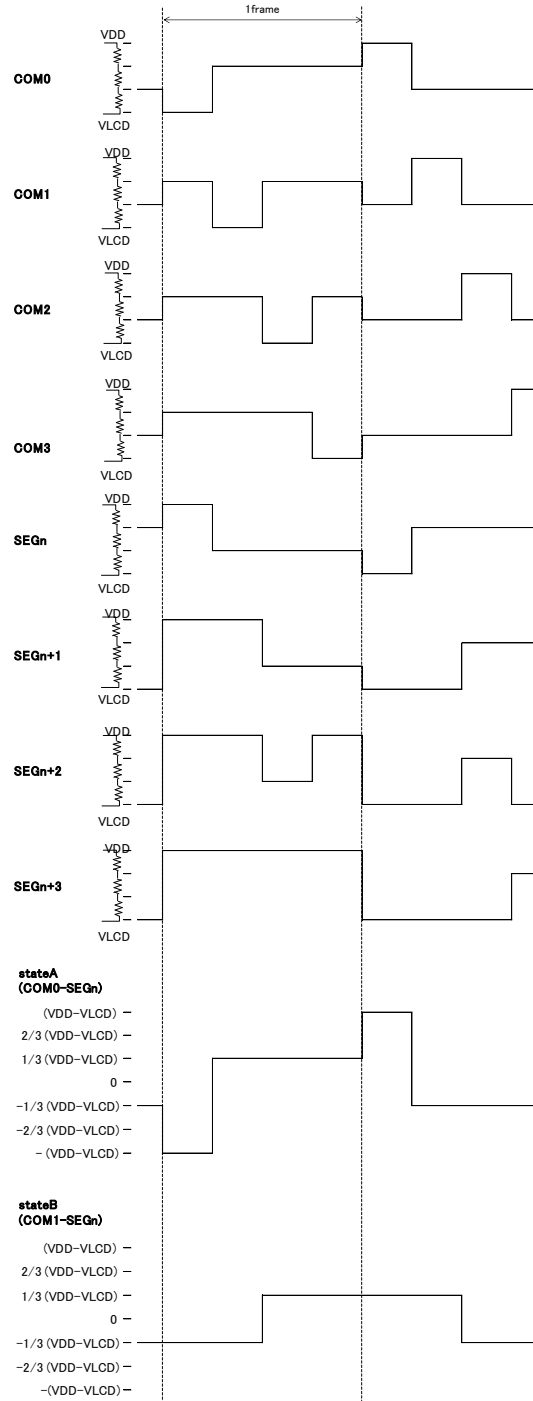 1frame
VDD
COM0
VLCD
VDD
COM1
VLCD
VDD
COM2
VLCD
VDD
COM3
VLCD
VDD
SEGn
VLCD
VDD
SEGn+1
VLCD
VDD
SEGn+2
VLCD
VDD
SEGn+3
VLCD
stateA
(COM0-SEGn)
(VDD-VLCD)
2/3 (VDD-VLCD)
1/3 (VDD-VLCD)
0
-1/3 (VDD-VLCD)
-2/3 (VDD-VLCD)
- (VDD-VLCD)
stateB
(COM1-SEGn)
(VDD-VLCD)
2/3 (VDD-VLCD)
1/3 (VDD-VLCD)
0
-1/3 (VDD-VLCD)
-2/3 (VDD-VLCD)
-(VDD-VLCD)